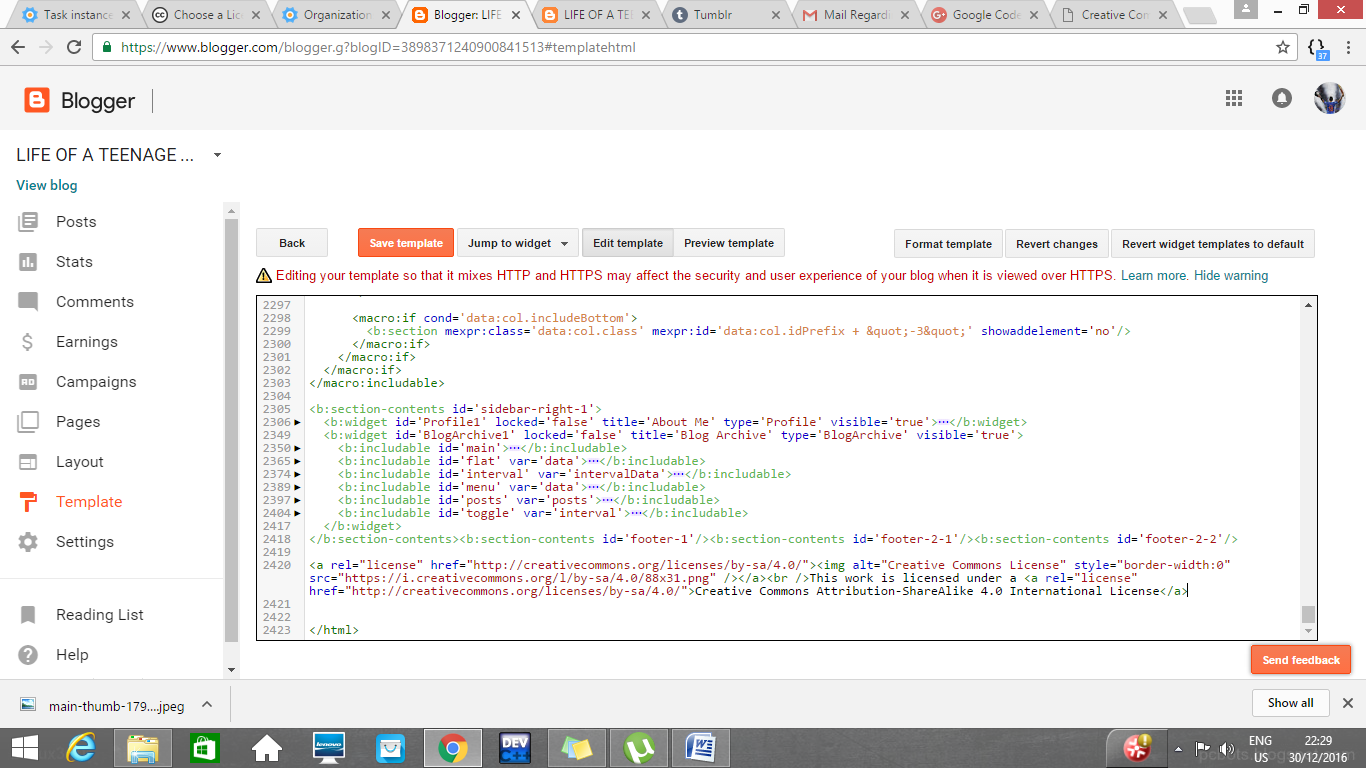 Task instance
Choose a Lice
Organization
Blogger: LIFE
LIFE OF A TEE
Tumblr
Mail Regardi
Google Code
Creative Con
https://www.blogger.com/blogger.g?blogID=3898371240900841513#templatehtml
37
Blogger
LIFE OF A TEENAGE ...
View blog
Posts
Stats
Comments
Earnings
Campaigns
Pages
Layout
Template
Settings
Reading List
Help
Back
Save template
Jump to widget
Edit template
Preview template
Format template
Revert changes
Revert widget templates to default
Editing your template so that it mixes HTTP and HTTPS may affect the security and user experience of your blog when it is viewed over HTTPS. Learn more. Hide warning
2297
2298 <macro:if cond='data:col.includeBottom'>
2299 <b:section mexpr:class='data:col.class' mexpr:id='data:col.idPrefix + &quot;-3&quot;' showaddelement='no'/>
2300 </macro:if>
2301 </macro:if>
2302 </macro:if>
2303 </macro:includable>
2304
2305 <b:section-contents id='sidebar-right-1'>
2306 <b:widget id='Profile1' locked='false' title='About Me' type='Profile' visible='true'>…</b:widget>
2349 <b:widget id='BlogArchive1' locked='false' title='Blog Archive' type='BlogArchive' visible='true'>
2350 <b:includable id='main'>…</b:includable>
2365 <b:includable id='flat' var='data'>…</b:includable>
2374 <b:includable id='interval' var='intervalData'>…</b:includable>
2389 <b:includable id='menu' var='data'>…</b:includable>
2397 <b:includable id='posts' var='posts'>…</b:includable>
2404 <b:includable id='toggle' var='interval'>…</b:includable>
2417 </b:widget>
2418 </b:section-contents><b:section-contents id='footer-1'/><b:section-contents id='footer-2-1'/><b:section-contents id='footer-2-2'/>
2419
2420 <a rel="license" href="http://creativecommons.org/licenses/by-sa/4.0/"><img alt="Creative Commons License" style="border-width:0"
src="https://i.creativecommons.org/l/by-sa/4.0/88x31.png" /></a><br />This work is licensed under a <a rel="license"
href="http://creativecommons.org/licenses/by-sa/4.0/">Creative Commons Attribution-ShareAlike 4.0 International License</a>
2421
2422
2423 </html>
Send feedback
main-thumb-179....jpeg
Show all
lenovo
DEV
C++
ENG
US
22:29
30/12/2016